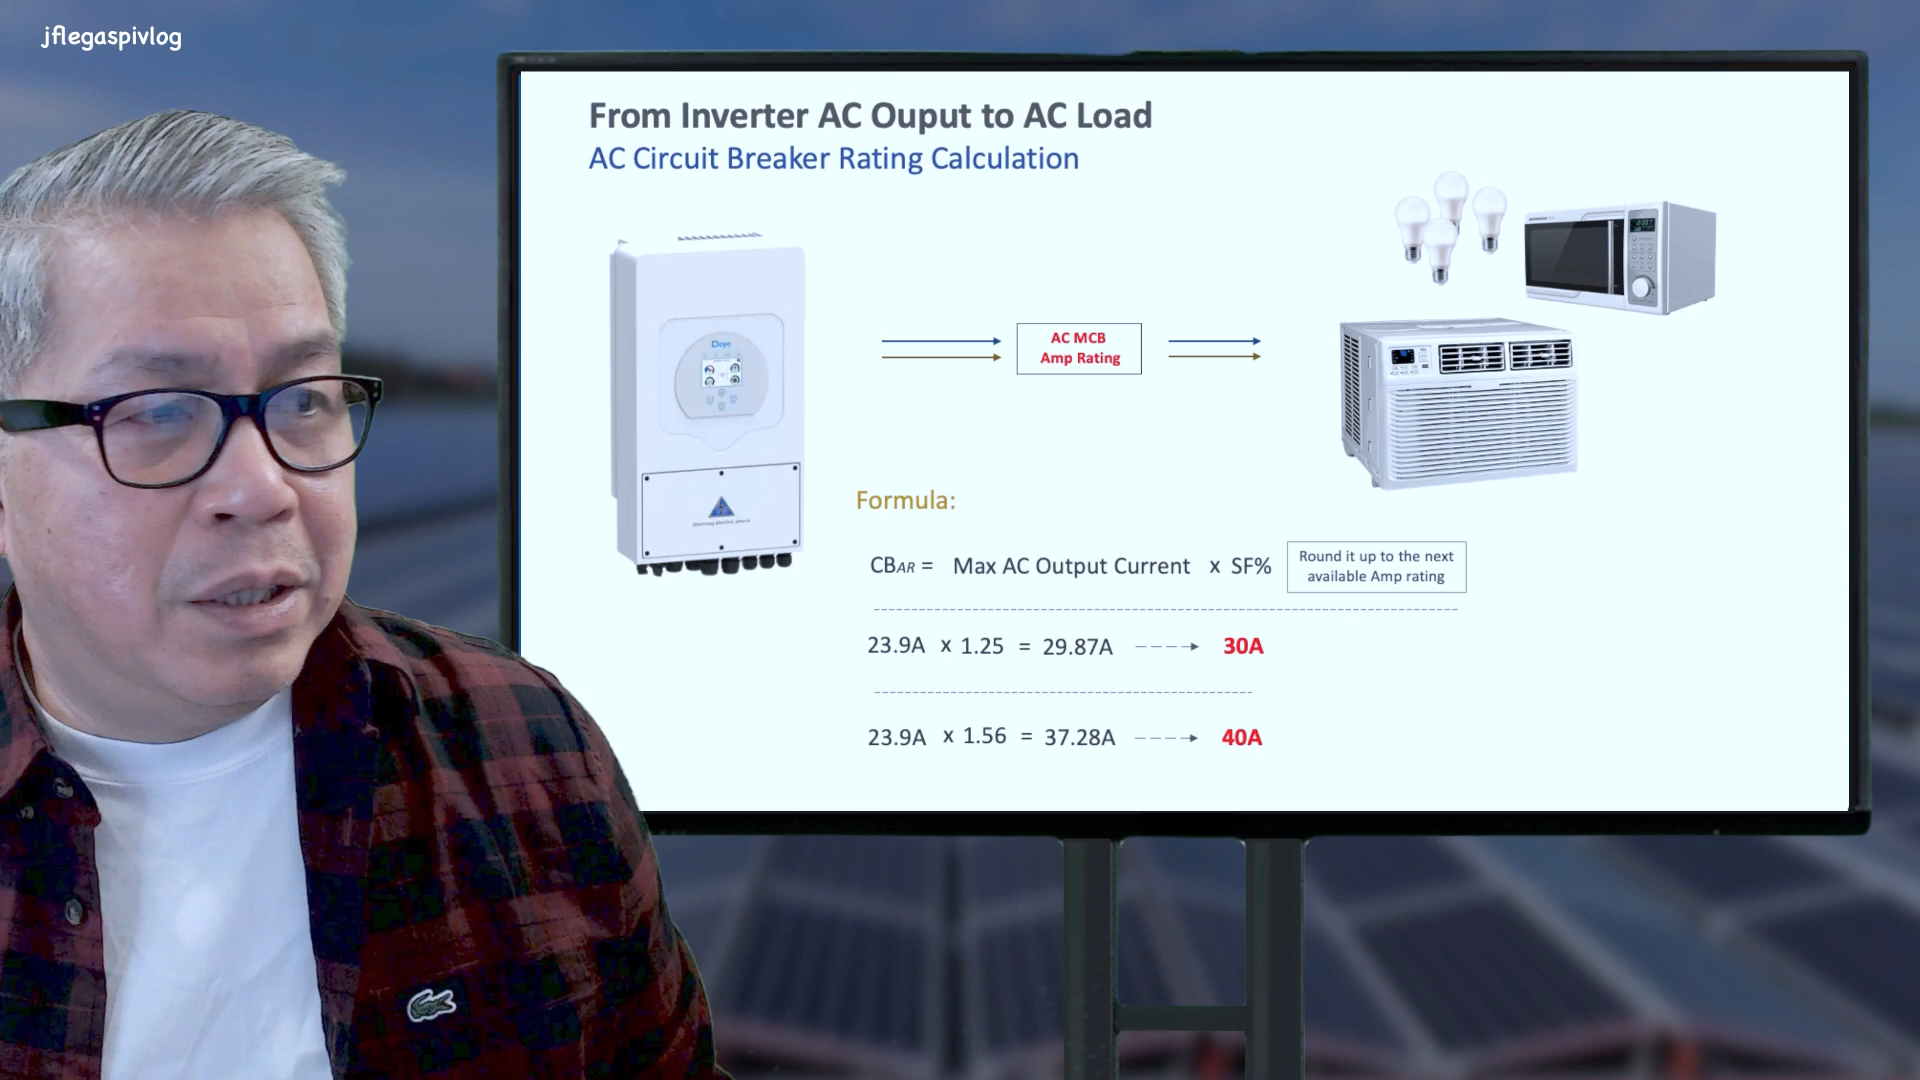 jflegaspivlog
From Inverter AC Ouput to AC Load
AC Circuit Breaker Rating Calculation
Deye
AC MCB
Amp Rating
Formula:
CBAR = Max AC Output Current x SF%
Round it up to the next
available Amp rating
23.9A x 1.25 = 29.87A 30A
23.9A x 1.56 = 37.28A 40A